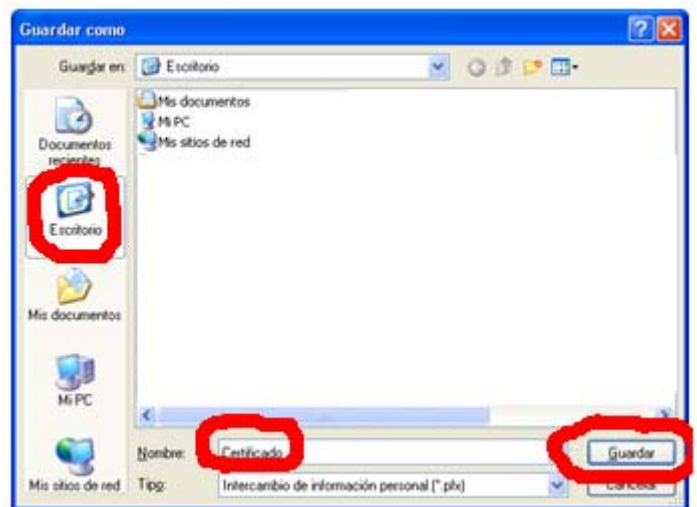 Guardar como
Guardar en:
Escritorio
Documentos
recientes
Escritorio
Mis documentos
Mi PC
Mis sitios de red
Mis documentos
Mi PC
Mis sitios de red
Nombre:
Certificado
Guardar
Tipo:
Intercambio de información personal (*.pfx)
Cancelar